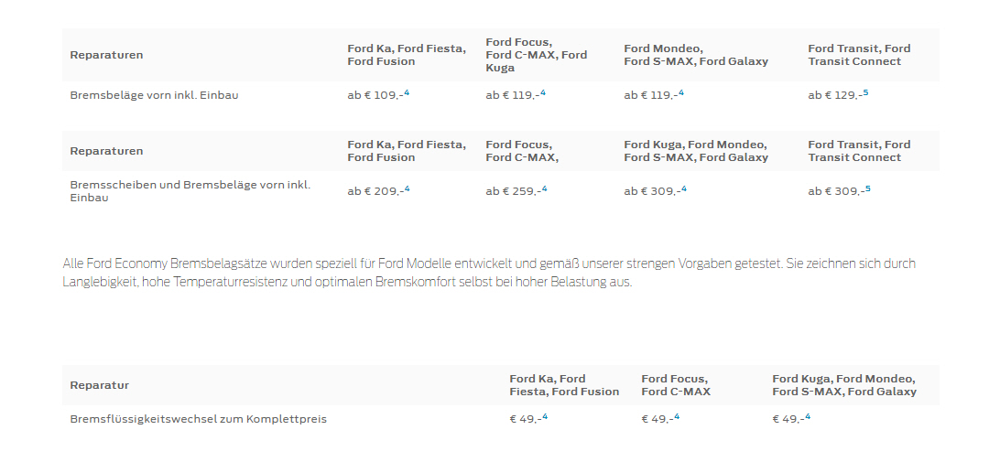 Reparaturen
Ford Ka, Ford Fiesta,
Ford Fusion
Ford Focus,
Ford C-MAX, Ford
Kuga
Ford Mondeo,
Ford S-MAX, Ford Galaxy
Ford Transit, Ford
Transit Connect
Bremsbeläge vorn inkl. Einbau
ab € 109,-4
ab € 119,-4
ab € 119,-4
ab € 129,-5
Reparaturen
Ford Ka, Ford Fiesta,
Ford Fusion
Ford Focus,
Ford C-MAX,
Ford Kuga, Ford Mondeo,
Ford S-MAX, Ford Galaxy
Ford Transit, Ford
Transit Connect
Bremsscheiben und Bremsbeläge vorn inkl.
Einbau
ab € 209,-4
ab € 259,-4
ab € 309,-4
ab € 309,-5
Alle Ford Economy Bremsbelagsätze wurden speziell für Ford Modelle entwickelt und gemäß unserer strengen Vorgaben getestet. Sie zeichnen sich durch
Langlebigkeit, hohe Temperaturresistenz und optimalen Bremskomfort selbst bei hoher Belastung aus.
Reparatur
Ford Ka, Ford
Fiesta, Ford Fusion
Ford Focus,
Ford C-MAX
Ford Kuga, Ford Mondeo,
Ford S-MAX, Ford Galaxy
Bremsflüssigkeitswechsel zum Komplettpreis
€ 49,-4
€ 49,-4
€ 49,-4